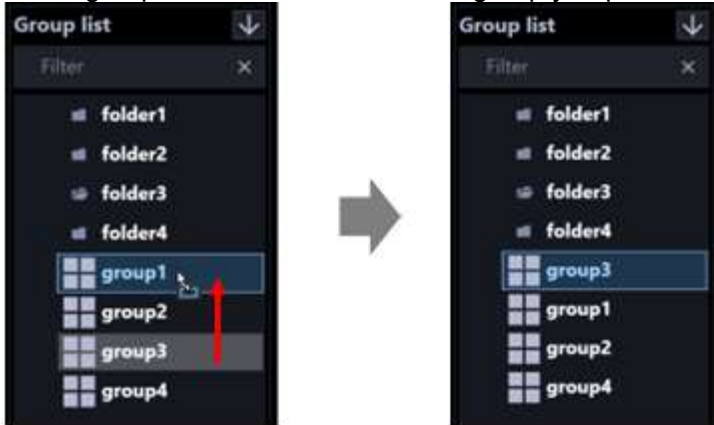 Group list
Filter
folder1
folder2
folder3
folder4
group1
group2
group3
group4
Group list
Filter
folder1
folder2
folder3
folder4
group3
group1
group2
group4